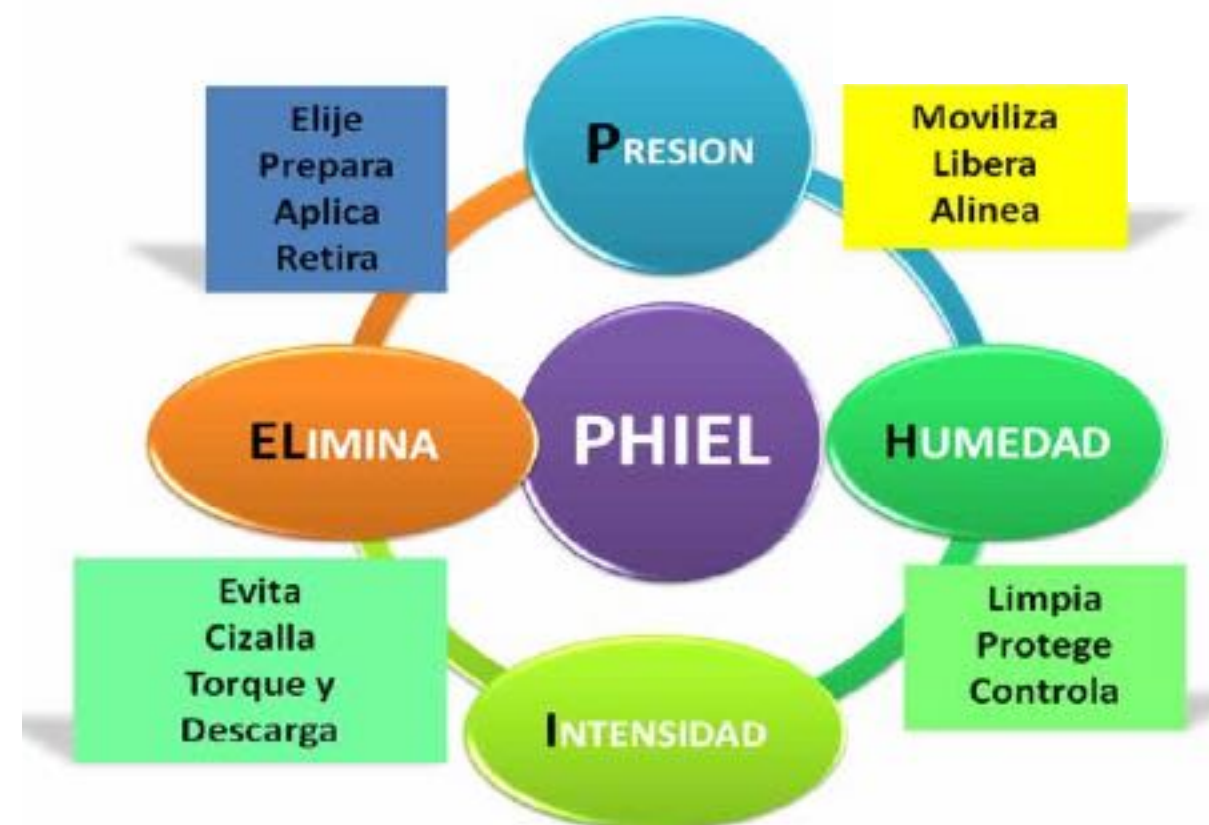 PRESION
Elije
Prepara
Aplica
Retira
Moviliza
Libera
Alinea
ELIMINA
PHIEL
HUMEDAD
Evita
Cizalla
Torque y
Descarga
Limpia
Protege
Controla
INTENSIDAD